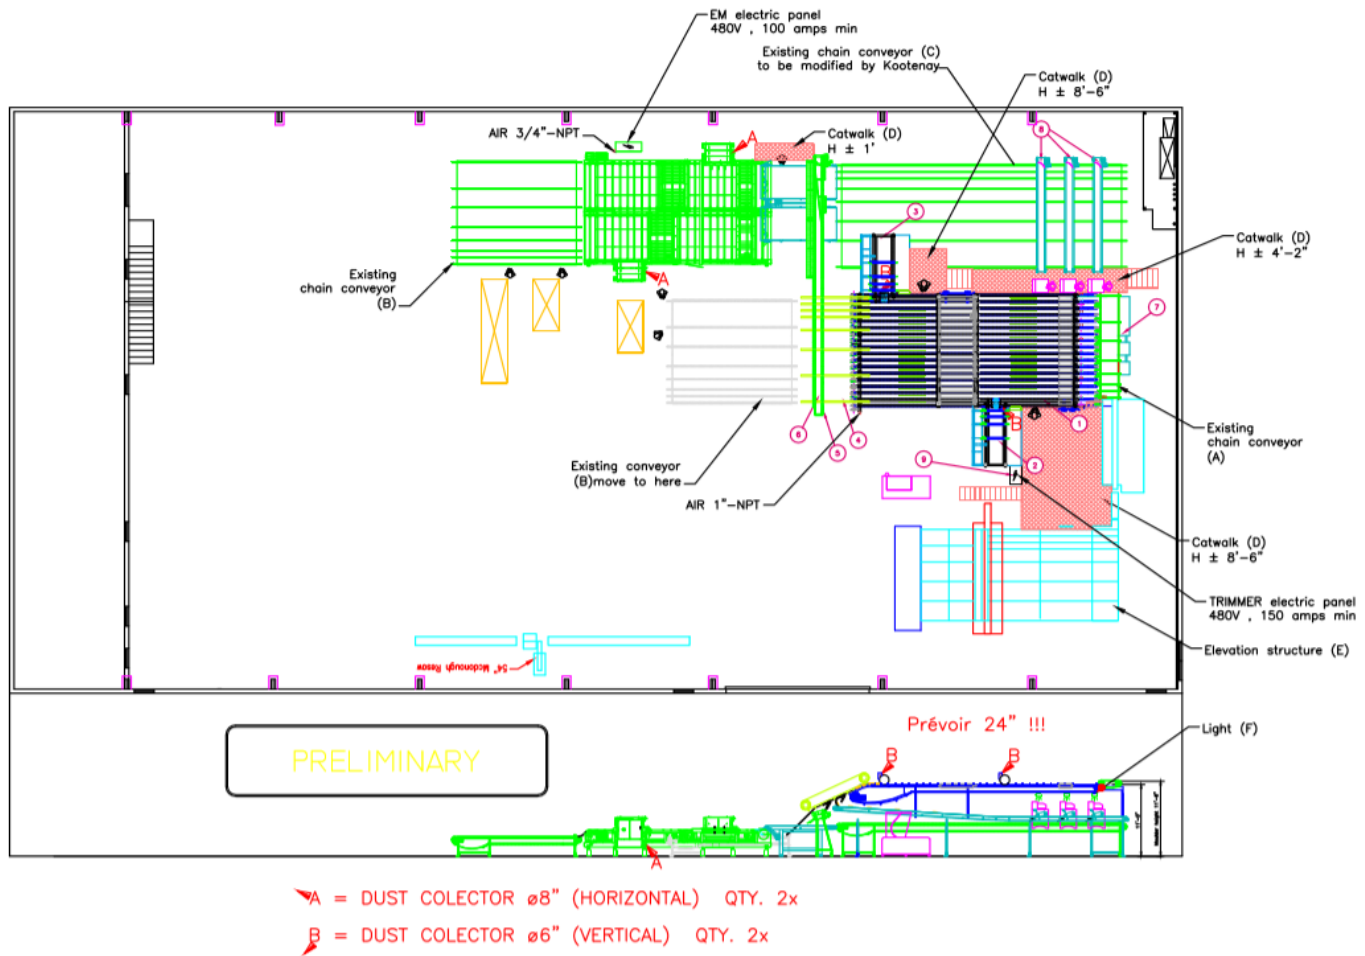 EM electric panel
480V , 100 amps min
Existing chain conveyor (C)
to be modified by Kootenay
Catwalk (D)
H ± 8'-6"
AIR 3/4"-NPT
A
Catwalk (D)
H ± 1'
8
3
Catwalk (D)
H ± 4'-2"
B
A
Existing
chain conveyor
(B)
7
6
5
4
1
B
2
9
Existing
chain conveyor
(A)
Existing conveyor
(B)move to here
AIR 1"-NPT
Catwalk (D)
H ± 8'-6"
TRIMMER electric panel
480V , 150 amps min
Elevation structure (E)
54" Mcdonough Resaw
Prévoir 24" !!!
Light (F)
PRELIMINARY
B
B
A
A = DUST COLECTOR ø8" (HORIZONTAL) QTY. 2x
B = DUST COLECTOR ø6" (VERTICAL) QTY. 2x